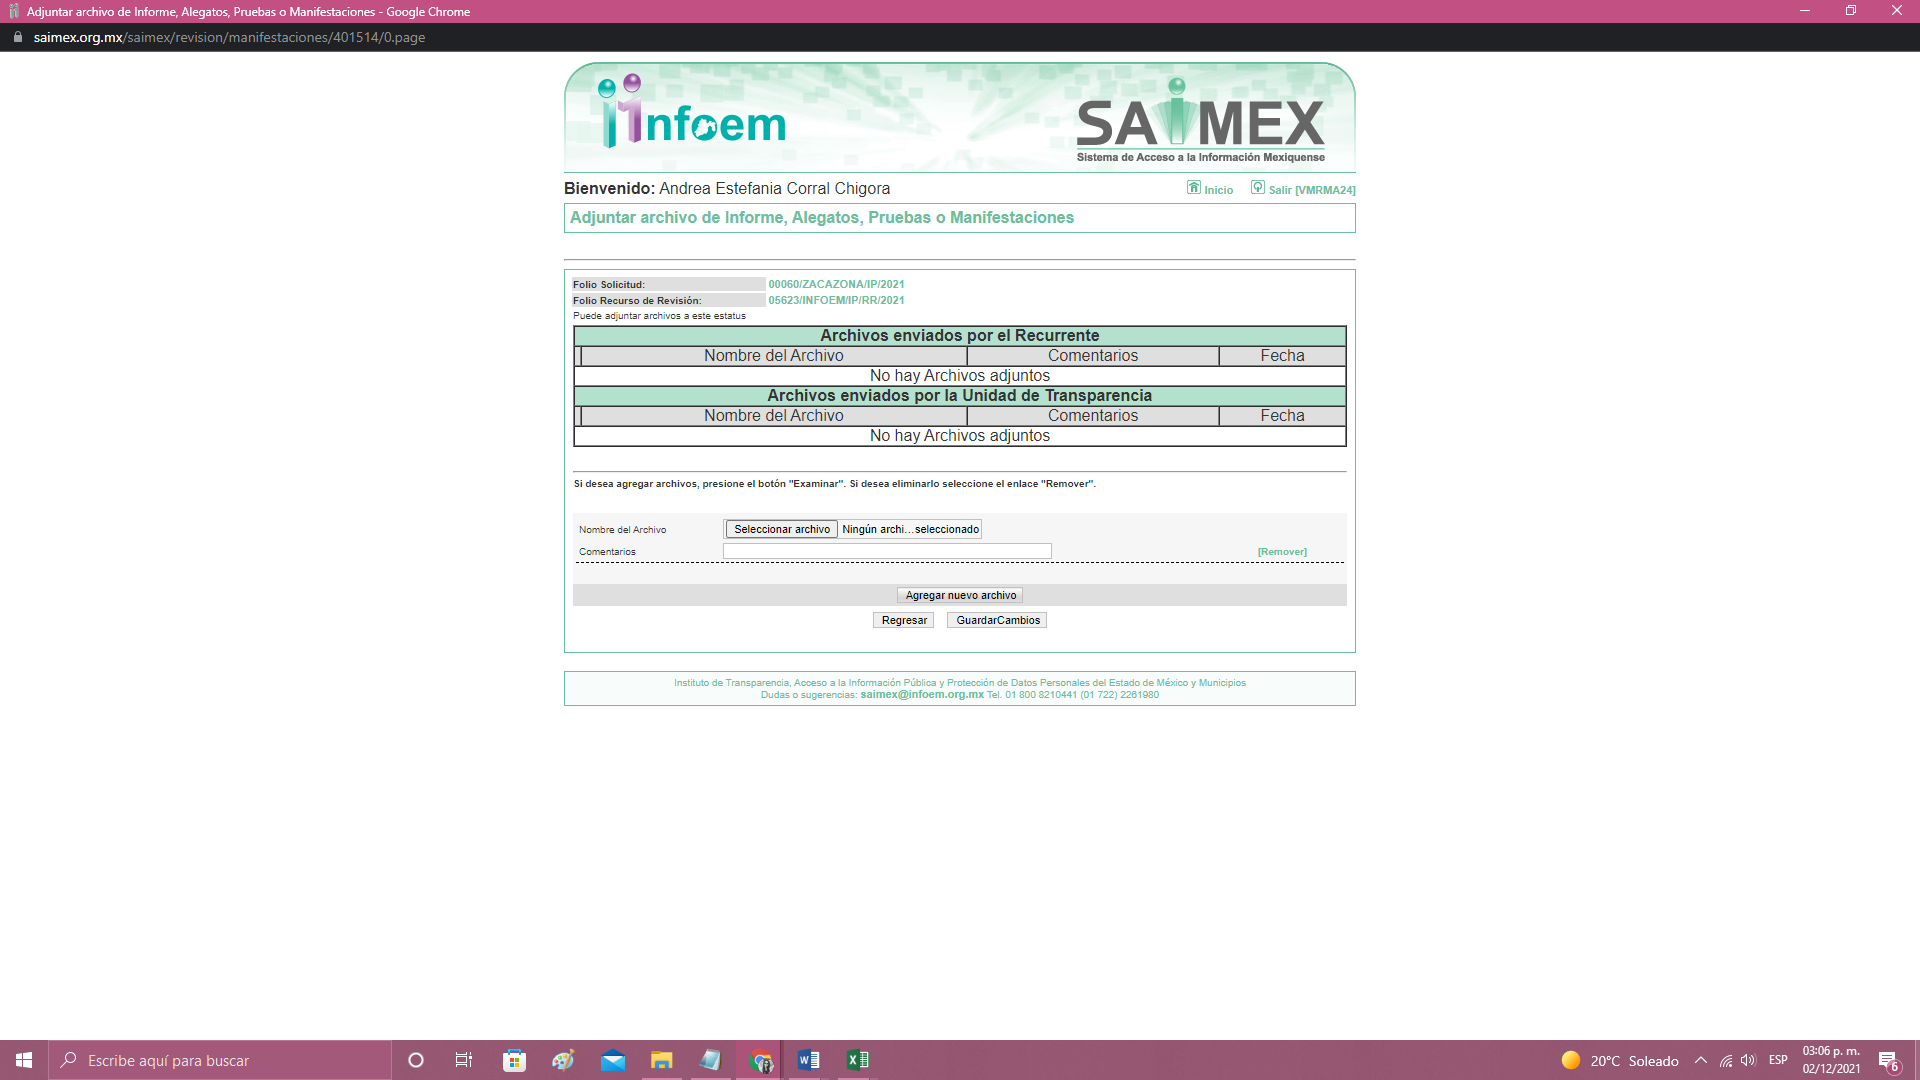 Adjuntar archivo de Informe, Alegatos, Pruebas o Manifestaciones - Google Chrome
saimex.org.mx/saimex/revision/manifestaciones/401514/0.page
infoem
SAIMEX
Sistema de Acceso a la Información Mexiquense
Bienvenido: Andrea Estefania Corral Chigora
Inicio Salir [VMRMA24]
Adjuntar archivo de Informe, Alegatos, Pruebas o Manifestaciones
Folio Solicitud: 00060/ZACAZONA/IP/2021
Folio Recurso de Revisión: 05623/INFOEM/IP/RR/2021
Puede adjuntar archivos a este estatus
Archivos enviados por el Recurrente
Nombre del Archivo Comentarios Fecha
No hay Archivos adjuntos
Archivos enviados por la Unidad de Transparencia
Nombre del Archivo Comentarios Fecha
No hay Archivos adjuntos
Si desea agregar archivos, presione el botón "Examinar". Si desea eliminarlo seleccione el enlace "Remover".
Nombre del Archivo Seleccionar archivo Ningún archi...seleccionado
Comentarios [Remover]
Agregar nuevo archivo
Regresar GuardarCambios
Instituto de Transparencia, Acceso a la Información Pública y Protección de Datos Personales del Estado de México y Municipios
Dudas o sugerencias: saimex@infoem.org.mx Tel. 01 800 8210441 (01 722) 2261980
Escribe aquí para buscar
20°C Soleado
ESP
03:06 p. m.
02/12/2021
6